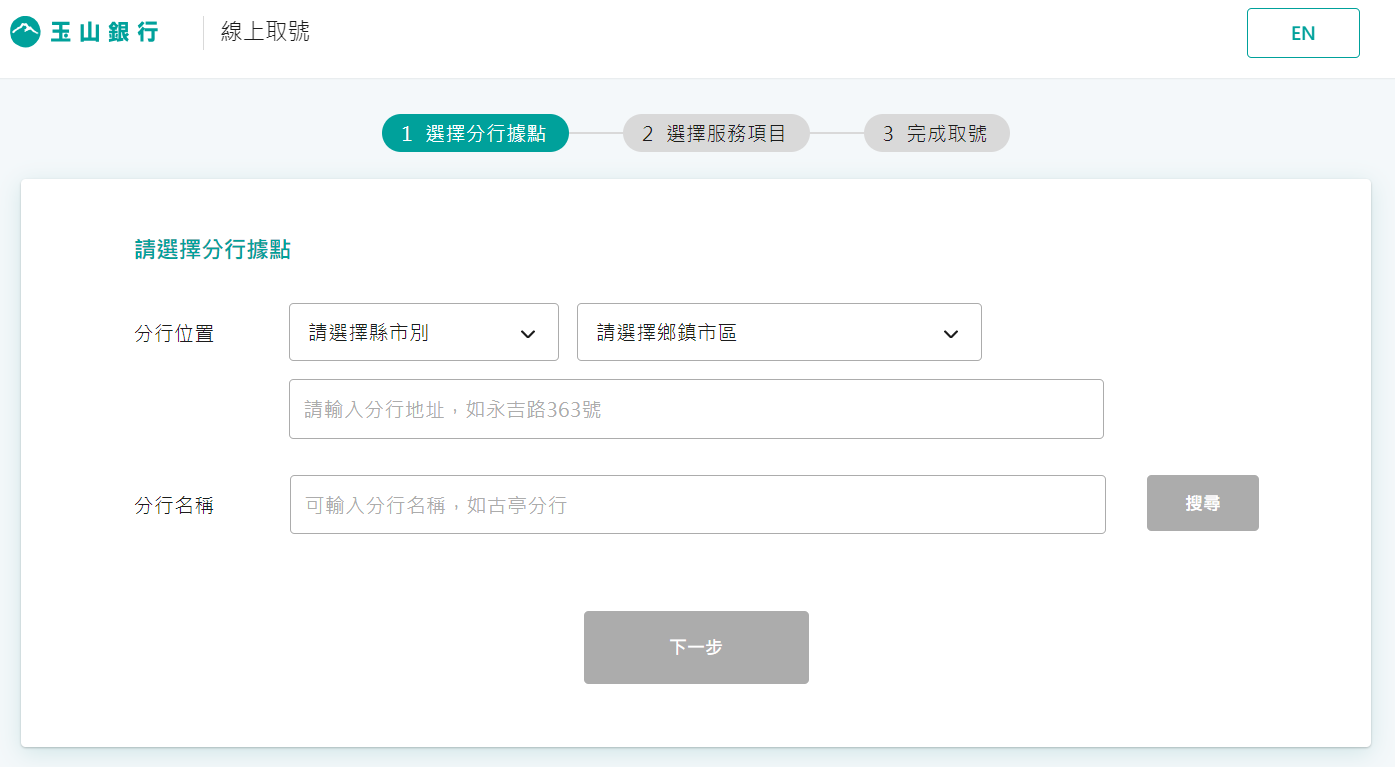 玉山銀行 線上取號 EN
1 選擇分行據點 2 選擇服務項目 3 完成取號
請選擇分行據點
分行位置 請選擇縣市別 請選擇鄉鎮市區
請輸入分行地址，如永吉路363號
分行名稱 可輸入分行名稱，如古亭分行 搜尋
下一步